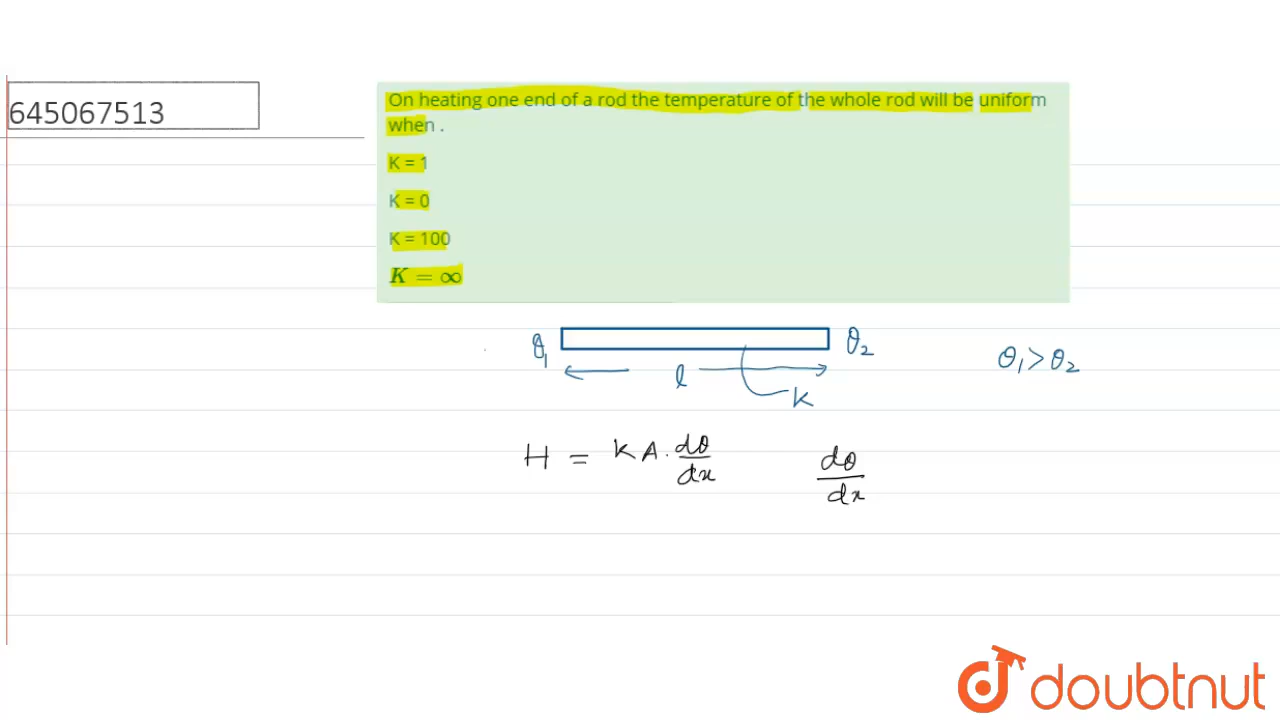 645067513
On heating one end of a rod the temperature of the whole rod will be uniform
when .
K = 1
K = 0
K = 100
K = ∞
θ₁ θ₂ θ₁ > θ₂
l
K
H = KA. dθ/dx dθ/dx
doubtnut